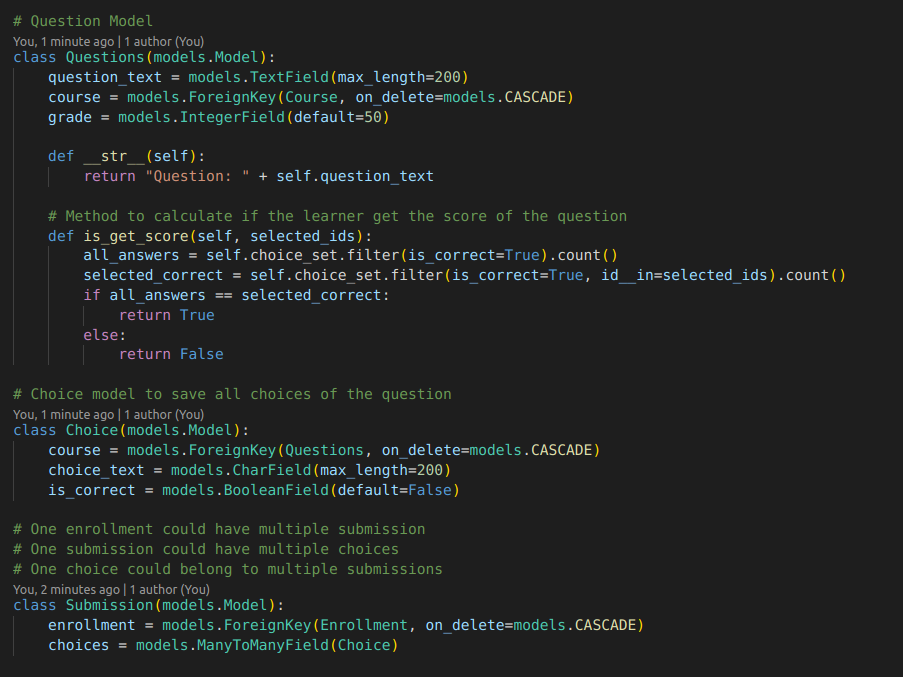 # Question Model
You, 1 minute ago | 1 author (You)
class Questions(models.Model):
    question_text = models.TextField(max_length=200)
    course = models.ForeignKey(Course, on_delete=models.CASCADE)
    grade = models.IntegerField(default=50)

    def __str__(self):
        return "Question: " + self.question_text

    # Method to calculate if the learner get the score of the question
    def is_get_score(self, selected_ids):
        all_answers = self.choice_set.filter(is_correct=True).count()
        selected_correct = self.choice_set.filter(is_correct=True, id__in=selected_ids).count()
        if all_answers == selected_correct:
            return True
        else:
            return False

# Choice model to save all choices of the question
You, 1 minute ago | 1 author (You)
class Choice(models.Model):
    course = models.ForeignKey(Questions, on_delete=models.CASCADE)
    choice_text = models.CharField(max_length=200)
    is_correct = models.BooleanField(default=False)

# One enrollment could have multiple submission
# One submission could have multiple choices
# One choice could belong to multiple submissions
You, 2 minutes ago | 1 author (You)
class Submission(models.Model):
    enrollment = models.ForeignKey(Enrollment, on_delete=models.CASCADE)
    choices = models.ManyToManyField(Choice)